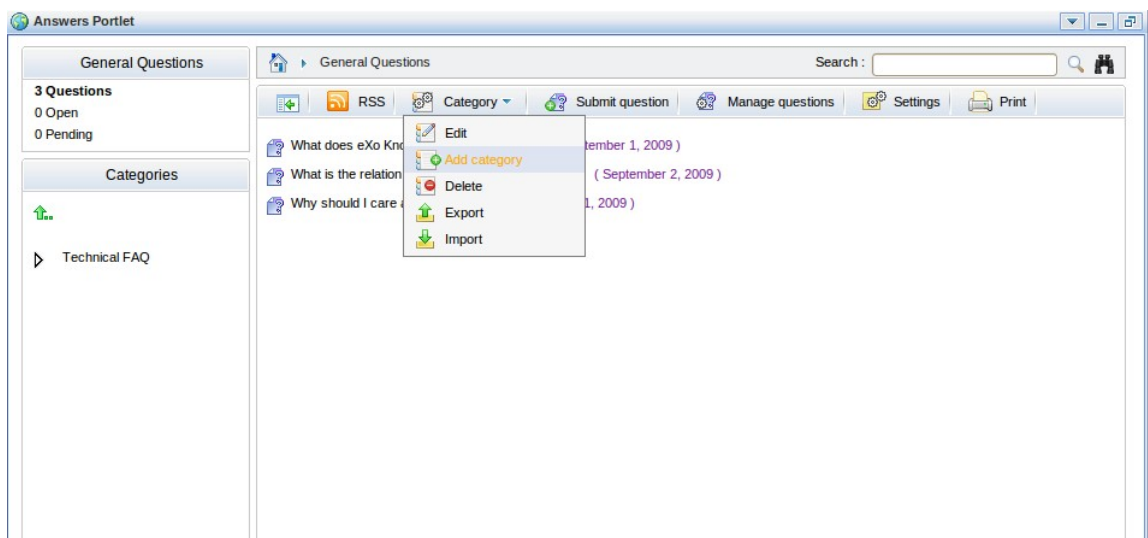 Answers Portlet
General Questions
3 Questions
0 Open
0 Pending
Categories
Technical FAQ
General Questions
Search :
RSS Category Submit question Manage questions Settings Print
Edit
Add category
Delete
Export
Import
What does eXo Kno tember 1, 2009 )
What is the relation ( September 2, 2009 )
Why should I care 1, 2009 )